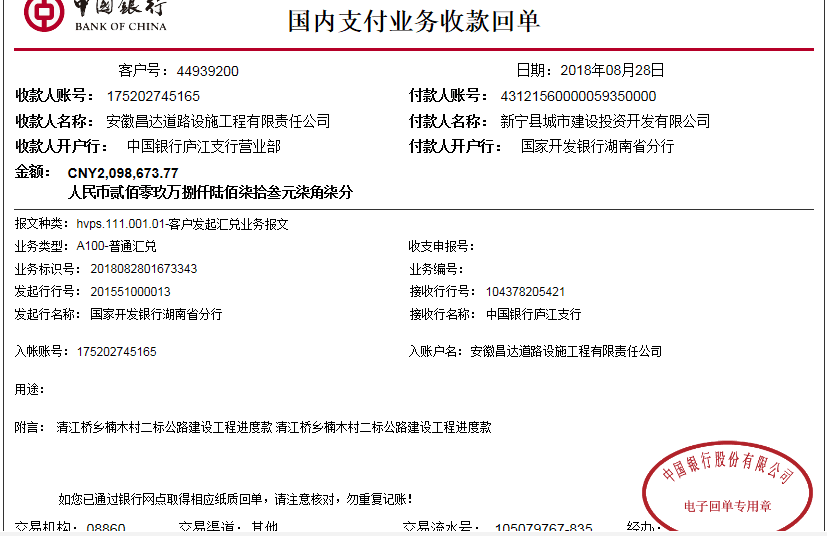 中国银行
BANK OF CHINA
国内支付业务收款回单
客户号：44939200 日期：2018年08月28日
收款人账号：175202745165 付款人账号：43121560000059350000
收款人名称：安徽昌达道路设施工程有限责任公司 付款人名称：新宁县城市建设投资开发有限公司
收款人开户行：中国银行庐江支行营业部 付款人开户行：国家开发银行湖南省分行
金额：CNY2,098,673.77
人民币贰佰零玖万捌仟陆佰柒拾叁元柒角柒分
报文种类：hvps.111.001.01-客户发起汇兑业务报文
业务类型：A100-普通汇兑 收支申报号：
业务标识号：2018082801673343 业务编号：
发起行行号：201551000013 接收行行号：104378205421
发起行名称：国家开发银行湖南省分行 接收行名称：中国银行庐江支行
入帐账号：175202745165 入账户名：安徽昌达道路设施工程有限责任公司
用途：
附言：清江桥乡楠木村二标公路建设工程进度款 清江桥乡楠木村二标公路建设工程进度款
中国银行股份有限公司
电子回单专用章
如您已通过银行网点取得相应纸质回单，请注意核对，勿重复记账！
交易机构：08860 交易渠道：其他 交易流水号：105079767-835 经办：